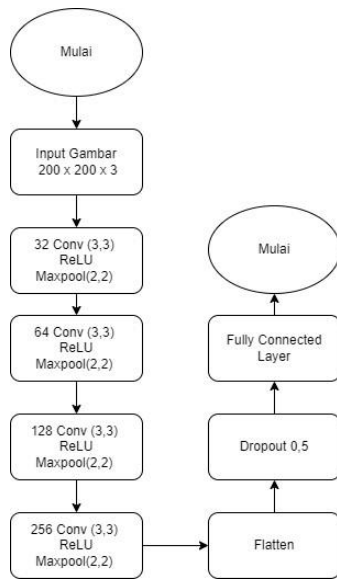 Mulai
Input Gambar
200 x 200 x 3
32 Conv (3,3)
ReLU
Maxpool(2,2)
64 Conv (3,3)
ReLU
Maxpool(2,2)
128 Conv (3,3)
ReLU
Maxpool(2,2)
256 Conv (3,3)
ReLU
Maxpool(2,2)
Flatten
Dropout 0,5
Fully Connected
Layer
Mulai